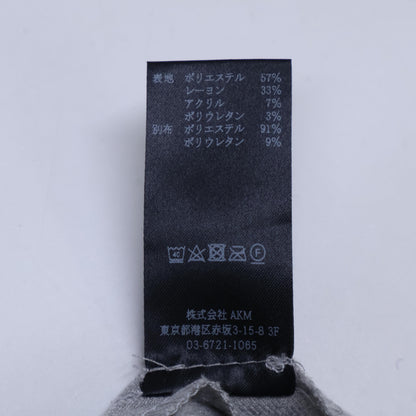 表地 ポリエステル 57%
レーヨン 33%
アクリル 7%
ポリウレタン 3%
別布 ポリエステル 91%
ポリウレタン 9%
40
株式会社 AKM
東京都港区赤坂3-15-8 3F
03-6721-1065